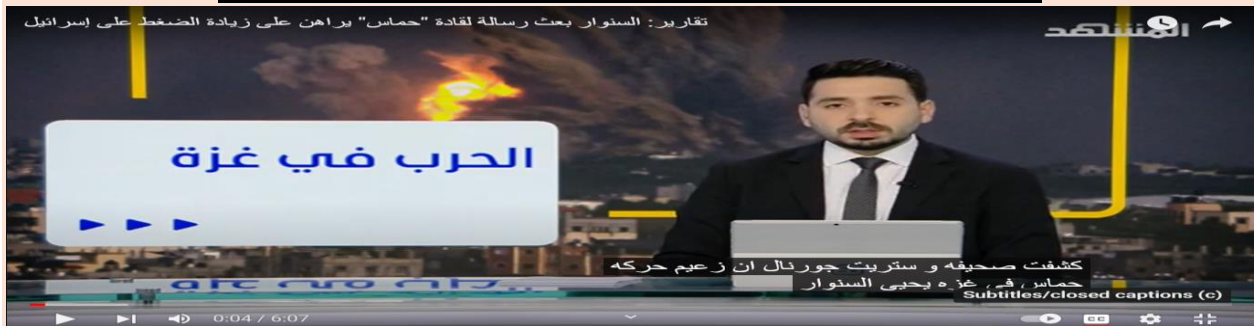 تقارير: السنوار بعث رسالة لقادة "حماس" يراهن على زيادة الضغط على إسرائيل
المشهد
الحرب في غزة
كشفت صحيفه و ستريت جورنال ان زعيم حركه
حماس في غزه يحيى السنوار
Subtitles/closed captions (c)
0:04 / 6:07
CC